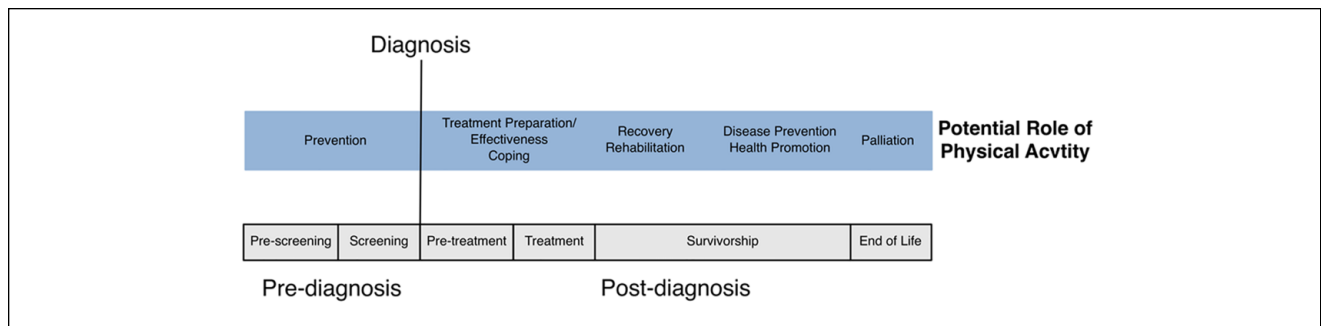 Diagnosis
Prevention
Treatment Preparation/
Effectiveness
Coping
Recovery
Rehabilitation
Disease Prevention
Health Promotion
Palliation
Potential Role of
Physical Acvtity
Pre-screening
Screening
Pre-treatment
Treatment
Survivorship
End of Life
Pre-diagnosis
Post-diagnosis